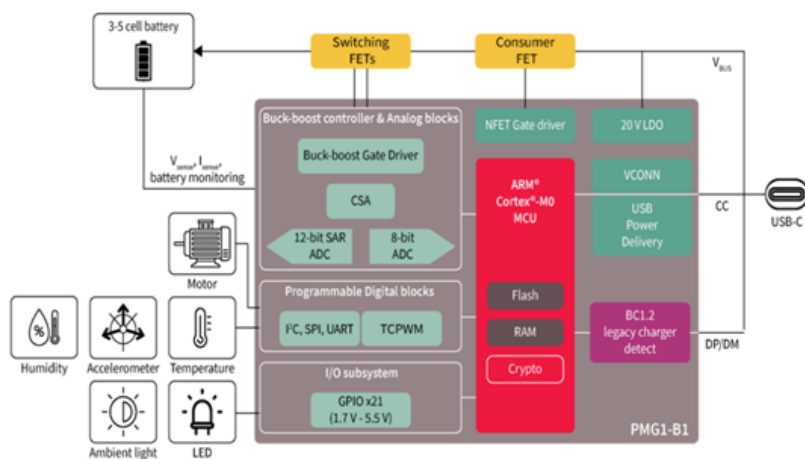 3-5 cell battery
Switching
FETs
Consumer
FET
V_BUS
Buck-boost controller & Analog blocks
NFET Gate driver
20 V LDO
Buck-boost Gate Driver
V_sense, I_sense,
battery monitoring
CSA
ARM®
Cortex®-M0
MCU
VCONN
CC
USB-C
USB
Power
Delivery
12-bit SAR
ADC
8-bit
ADC
Motor
Programmable Digital blocks
Flash
I²C, SPI, UART
TCPWM
RAM
BC1.2
legacy charger
detect
DP/DM
Humidity
Accelerometer
Temperature
I/O subsystem
Crypto
GPIO x21
(1.7 V - 5.5 V)
PMG1-B1
Ambient light
LED
%